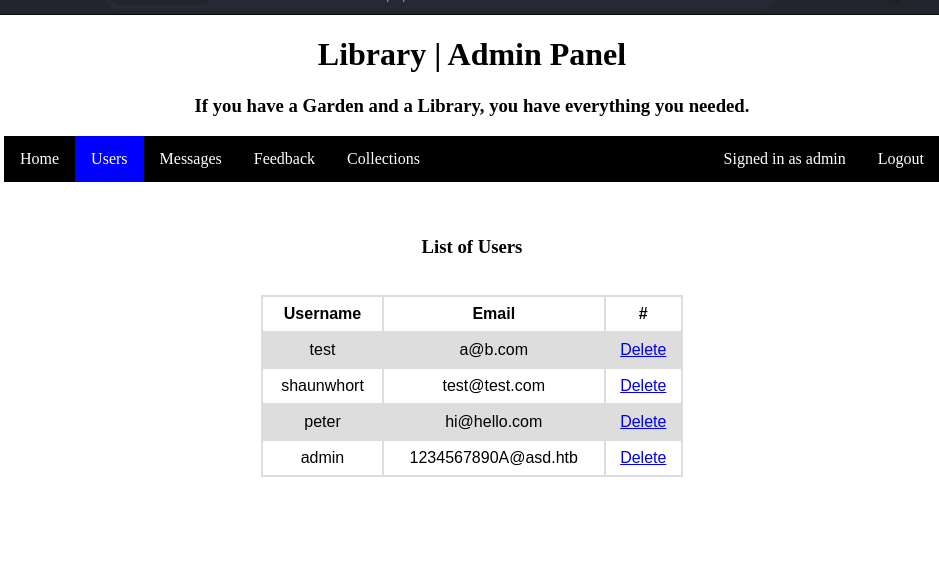 Library | Admin Panel
If you have a Garden and a Library, you have everything you needed.
Home Users Messages Feedback Collections Signed in as admin Logout
List of Users
Username Email #
test a@b.com Delete
shaunwhort test@test.com Delete
peter hi@hello.com Delete
admin 1234567890A@asd.htb Delete